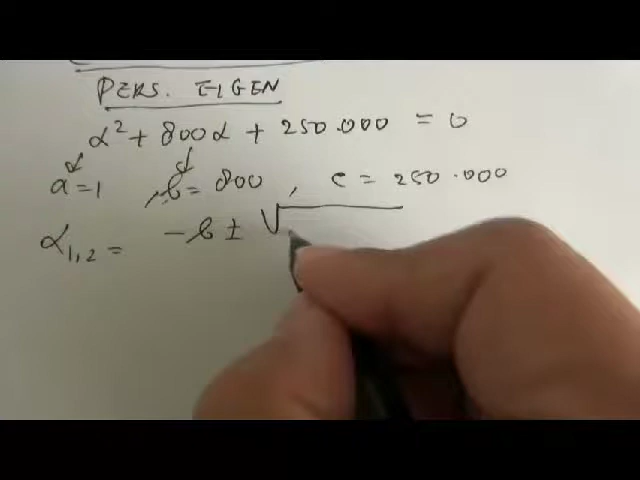 PERS. EIGEN
α² + 800α + 250.000 = 0
a = 1 , b = 800 , c = 250.000
α₁,₂ = -b ± √